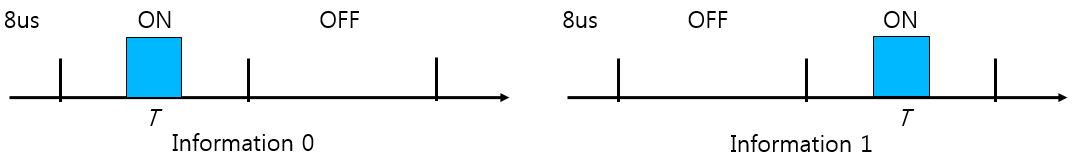 8us ON OFF
T
Information 0
8us OFF ON
T
Information 1